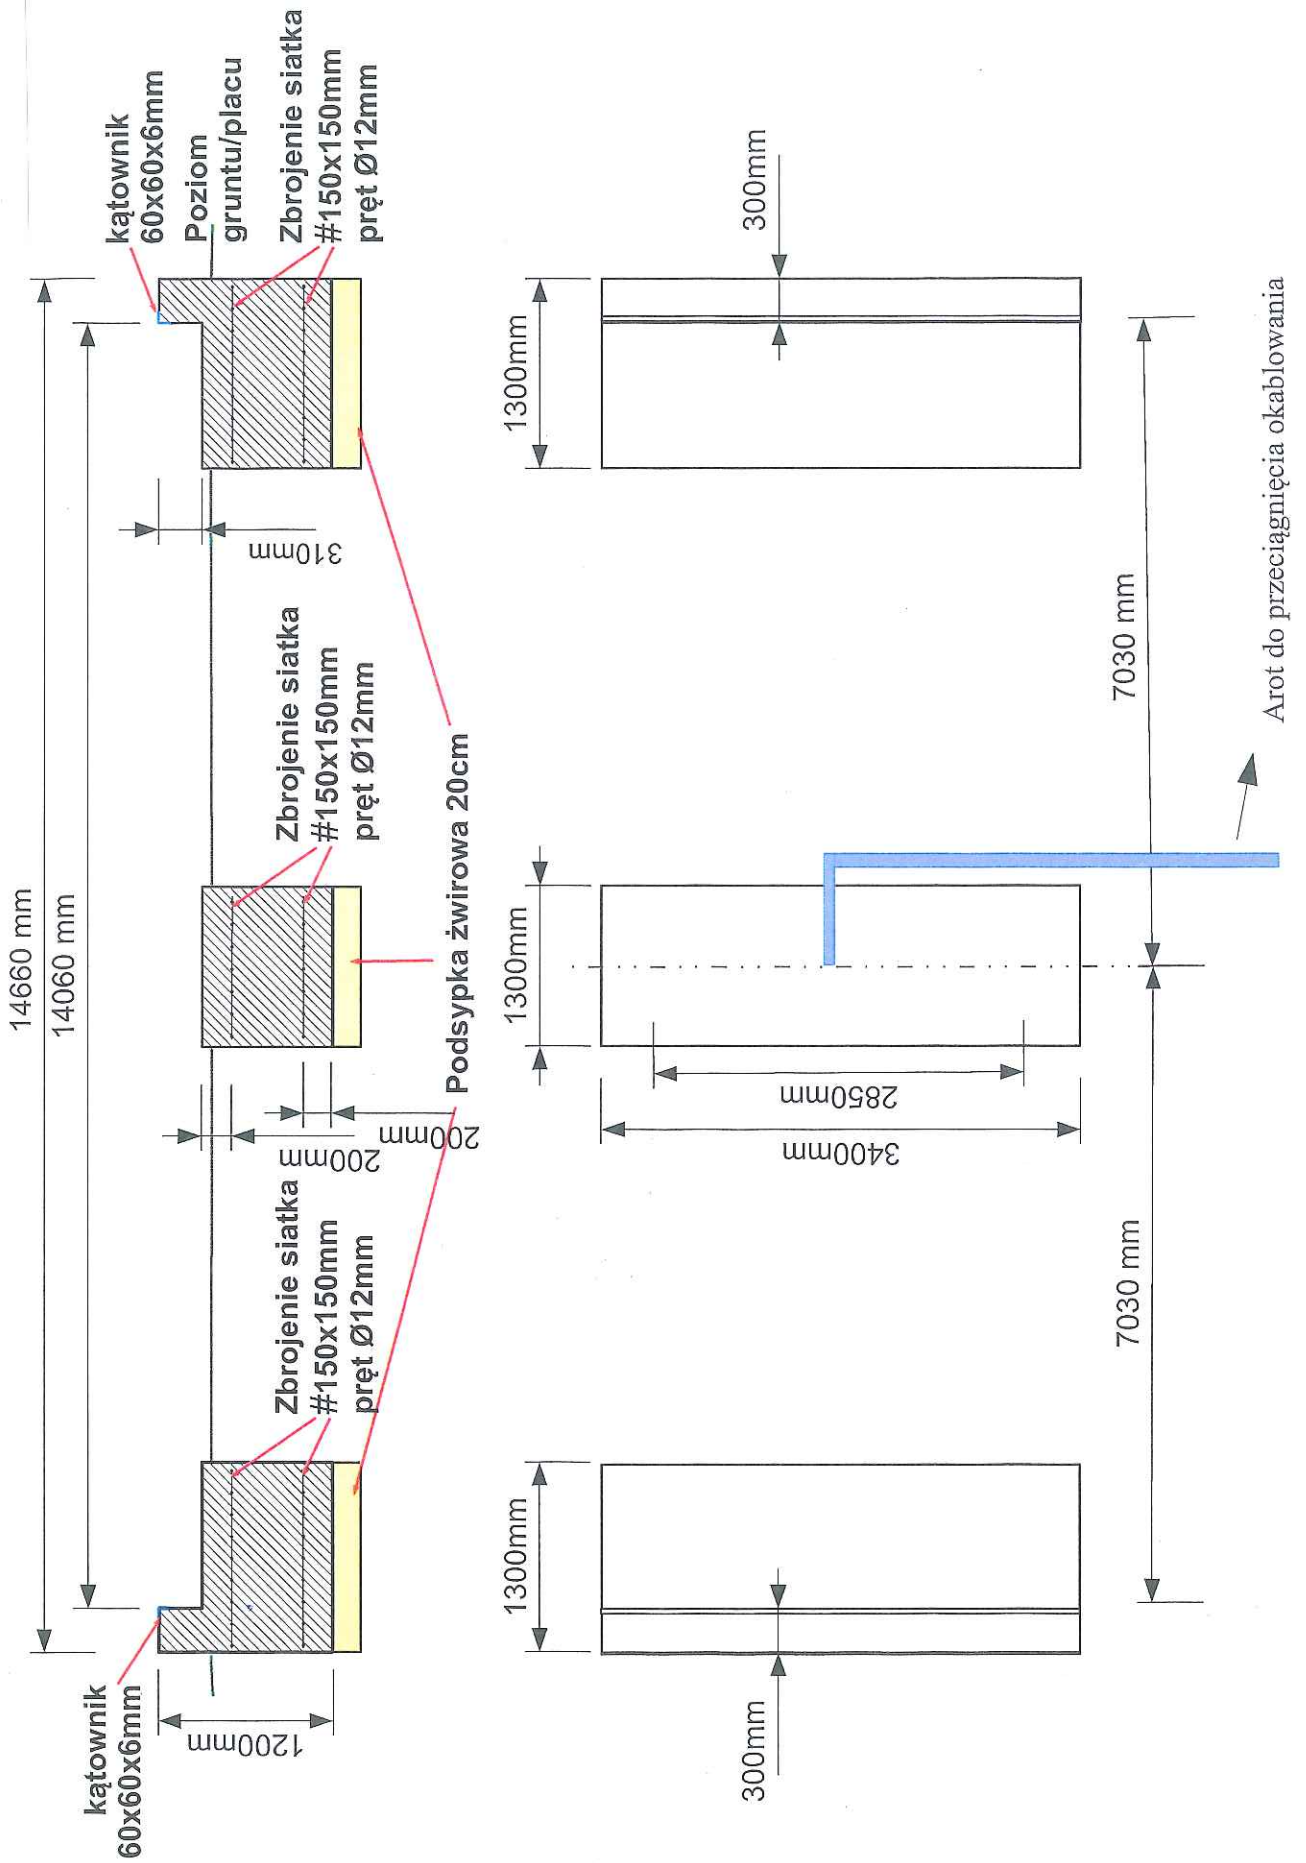 14660 mm
14060 mm
kątownik
60x60x6mm
kątownik
60x60x6mm
Poziom
gruntu/placu
1200mm
310mm
Zbrojenie siatka
#150x150mm
pręt Ø12mm
Zbrojenie siatka
#150x150mm
pręt Ø12mm
Zbrojenie siatka
#150x150mm
pręt Ø12mm
200mm
200mm
Podsypka żwirowa 20cm
1300mm
1300mm
1300mm
300mm
300mm
2850mm
3400mm
7030 mm
7030 mm
Arot do przeciągnięcia okablowania